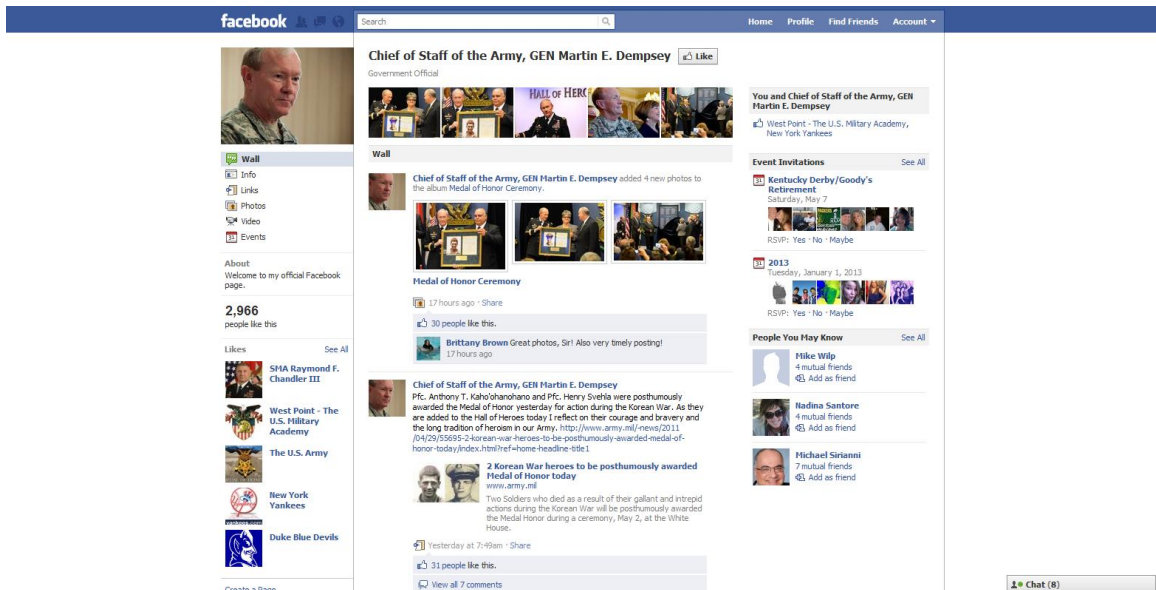 facebook
Search
Home Profile Find Friends Account
Wall
Info
Links
Photos
Video
Events
About
Welcome to my official Facebook
page.
2,966
people like this
Likes See All
SMA Raymond F.
Chandler III
West Point - The
U.S. Military
Academy
The U.S. Army
New York
Yankees
Duke Blue Devils
Create a Page
Chief of Staff of the Army, GEN Martin E. Dempsey Like
Government Official
HALL OF HERO
Wall
Chief of Staff of the Army, GEN Martin E. Dempsey added 4 new photos to
the album Medal of Honor Ceremony.
Medal of Honor Ceremony
17 hours ago · Share
30 people like this.
Brittany Brown Great photos, Sir! Also very timely posting!
17 hours ago
Chief of Staff of the Army, GEN Martin E. Dempsey
Pfc. Anthony T. Kaho'ohanohano and Pfc. Henry Svehla were posthumously
awarded the Medal of Honor yesterday for action during the Korean War. As they
are added to the Hall of Heroes today I reflect on their courage and bravery and
the long tradition of heroism in our Army. http://www.army.mil/-news/2011
/04/29/55695-2-korean-war-heroes-to-be-posthumously-awarded-medal-of-
honor-today/index.html?ref=home-headline-title1
2 Korean War heroes to be posthumously awarded
Medal of Honor today
www.army.mil
Two Soldiers who died as a result of their gallant and intrepid
actions during the Korean War will be posthumously awarded
the Medal Honor during a ceremony, May 2, at the White
House.
Yesterday at 7:49am · Share
31 people like this.
View all 7 comments
You and Chief of Staff of the Army, GEN
Martin E. Dempsey
West Point - The U.S. Military Academy,
New York Yankees
Event Invitations See All
31 Kentucky Derby/Goody's
Retirement
Saturday, May 7
RSVP: Yes · No · Maybe
31 2013
Tuesday, January 1, 2013
RSVP: Yes · No · Maybe
People You May Know See All
Mike Wilp
4 mutual friends
Add as friend
Nadina Santore
4 mutual friends
Add as friend
Michael Sirianni
7 mutual friends
Add as friend
Chat (8)